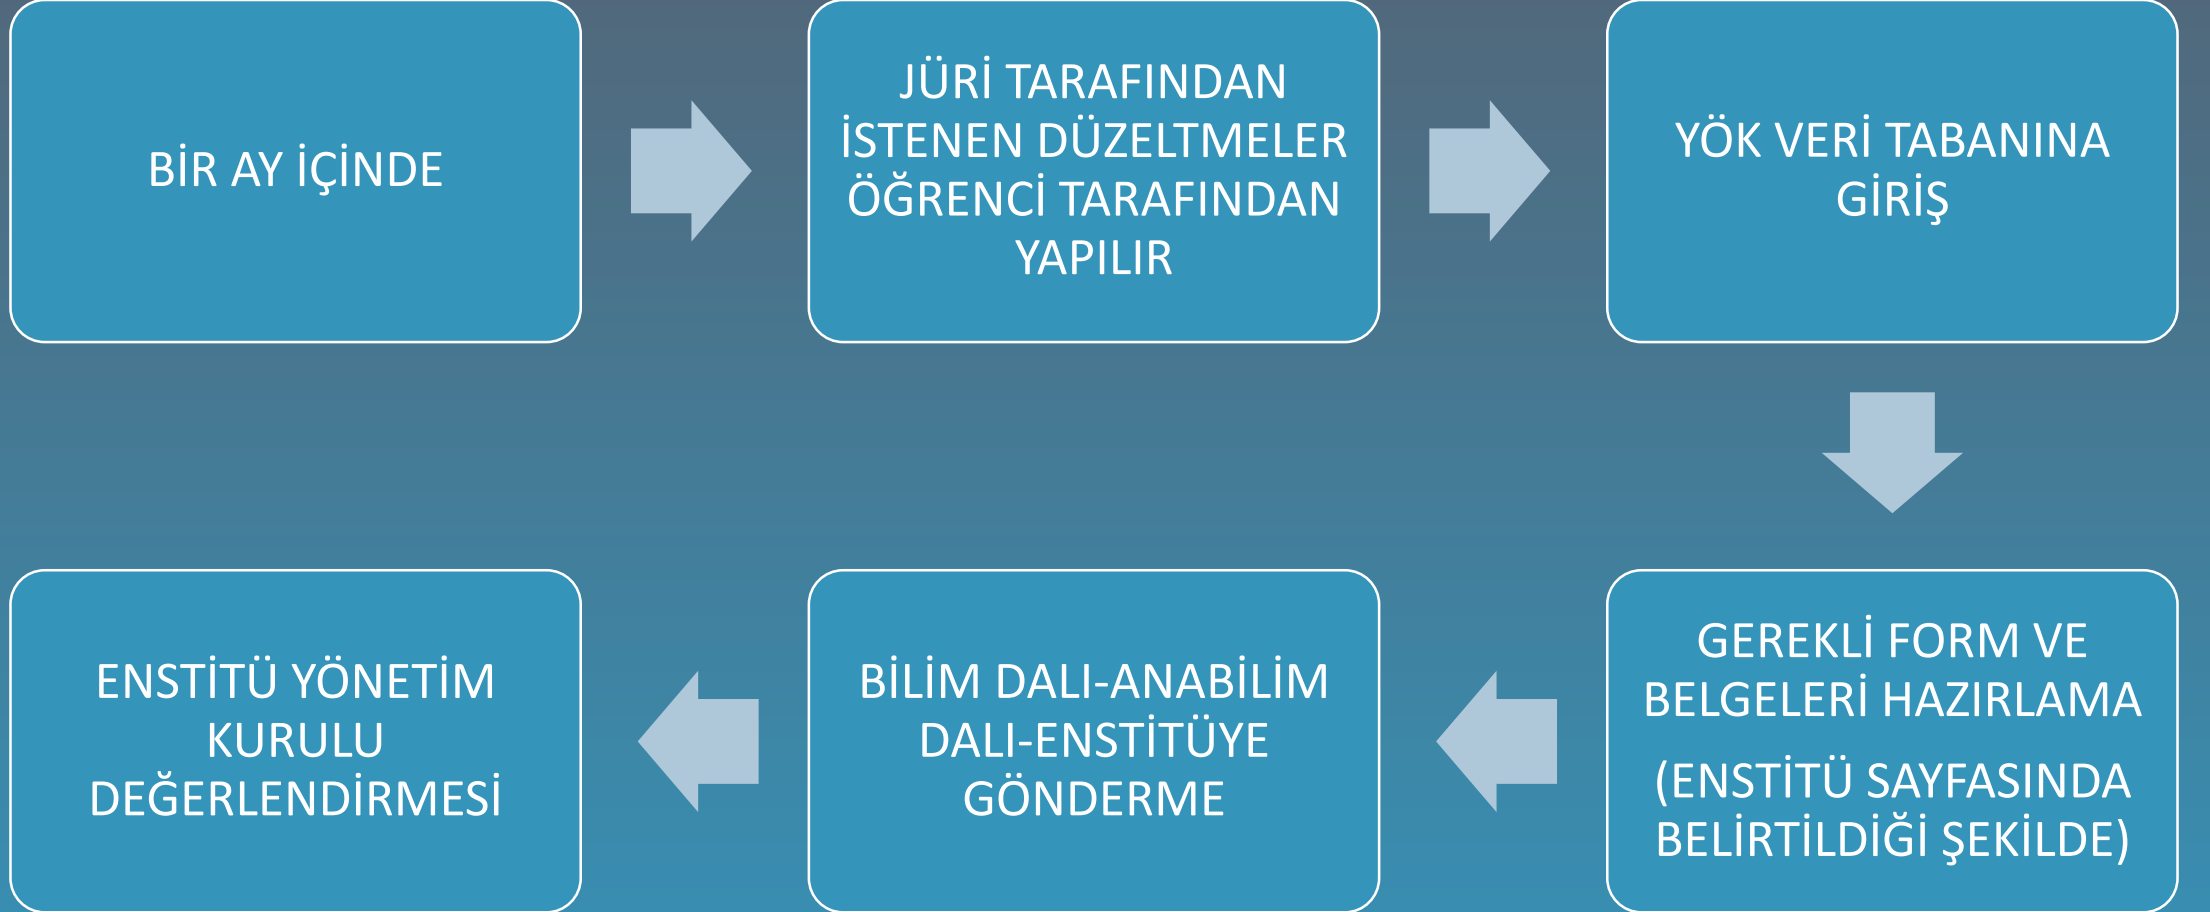 BİR AY İÇİNDE
JÜRİ TARAFINDAN
İSTENEN DÜZELTMELER
ÖĞRENCİ TARAFINDAN
YAPILIR
YÖK VERİ TABANINA
GİRİŞ
GEREKLİ FORM VE
BELGELERİ HAZIRLAMA
(ENSTİTÜ SAYFASINDA
BELİRTİLDİĞİ ŞEKİLDE)
BİLİM DALI-ANABİLİM
DALI-ENSTİTÜYE
GÖNDERME
ENSTİTÜ YÖNETİM
KURULU
DEĞERLENDİRMESİ